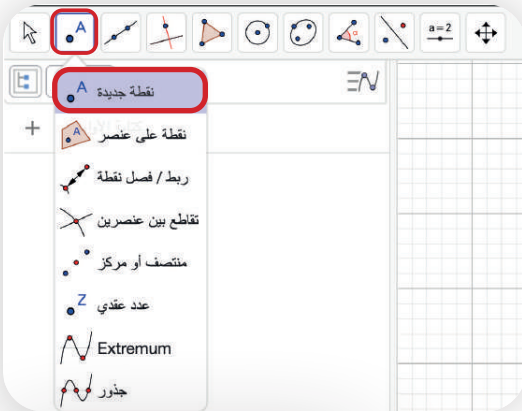 A
a=2
نقطة جديدة A
نقطة على عنصر A
ربط / فصل نقطة
تقاطع بين عنصرين
منتصف أو مركز
عدد عقدي Z
Extremum
جذور